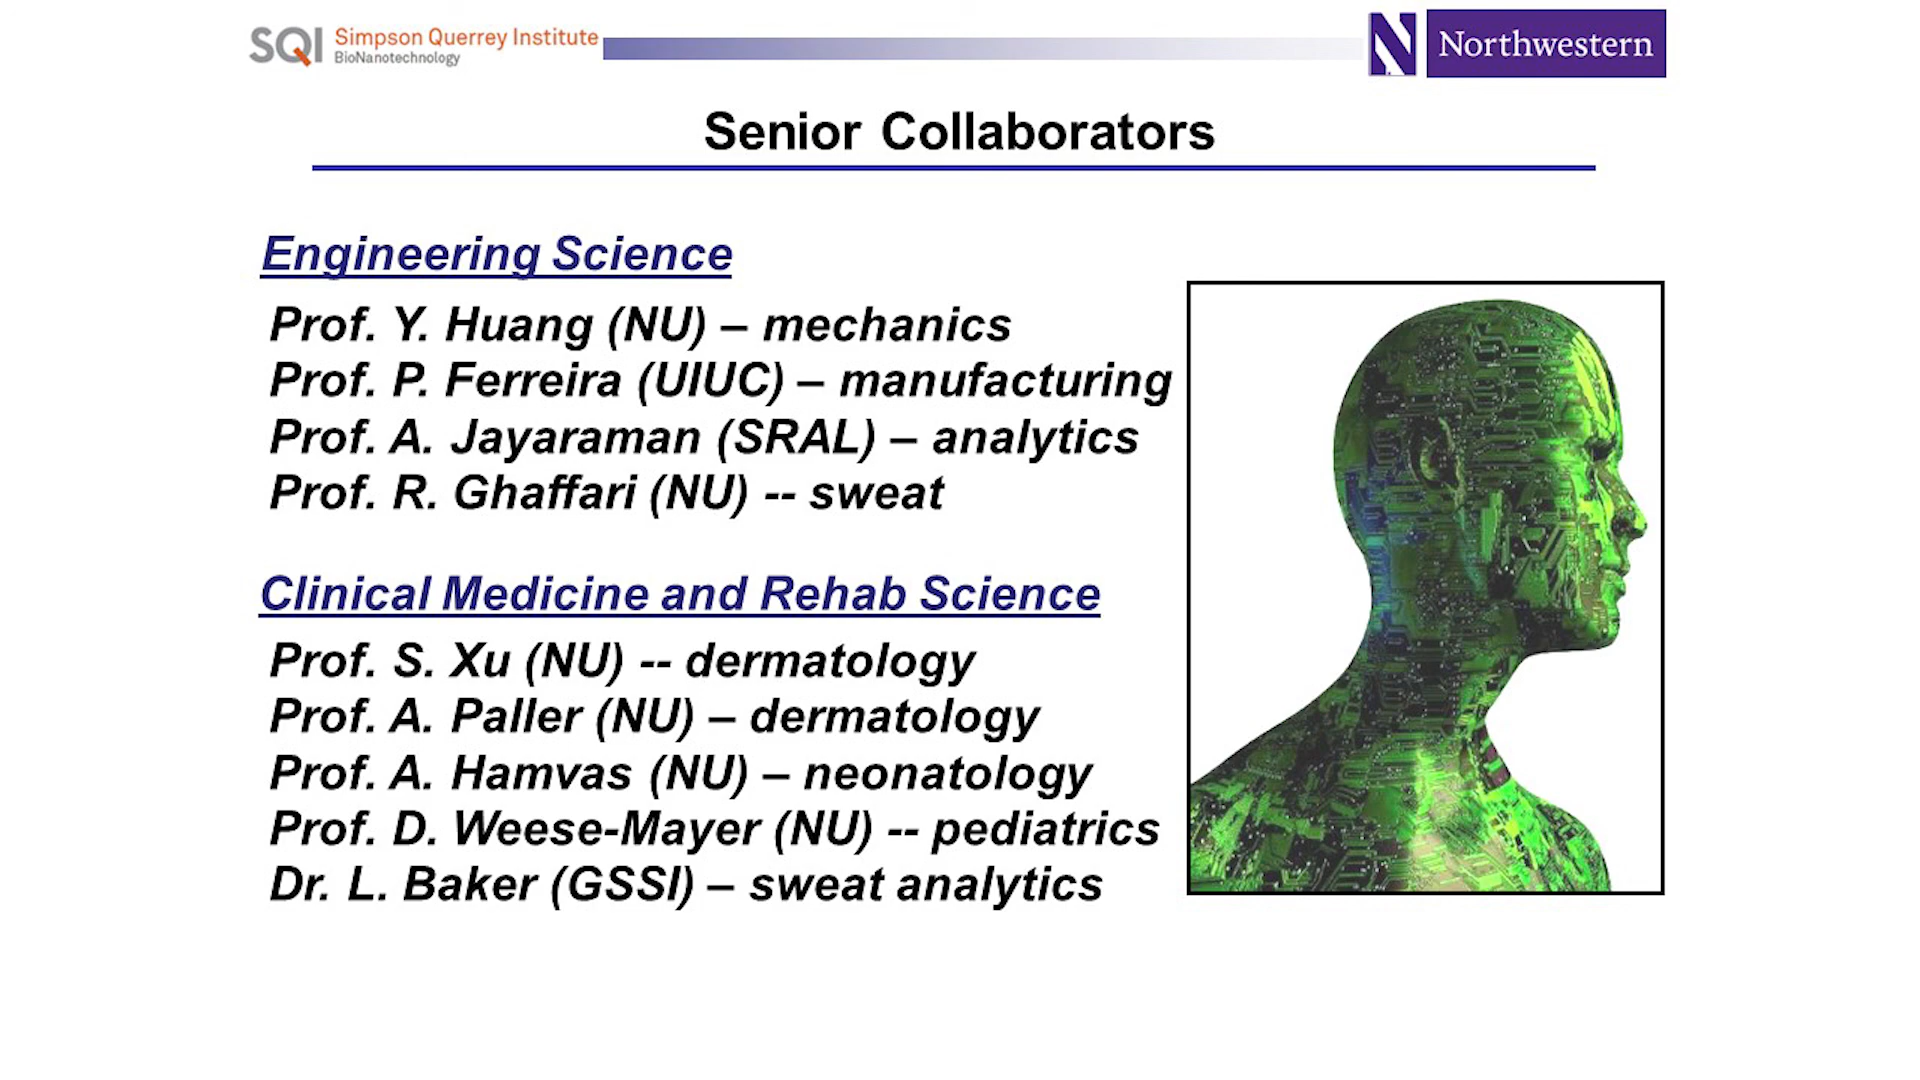 SQI Simpson Querrey Institute
BioNanotechnology
Northwestern
Senior Collaborators
Engineering Science
Prof. Y. Huang (NU) – mechanics
Prof. P. Ferreira (UIUC) – manufacturing
Prof. A. Jayaraman (SRAL) – analytics
Prof. R. Ghaffari (NU) -- sweat
Clinical Medicine and Rehab Science
Prof. S. Xu (NU) -- dermatology
Prof. A. Paller (NU) – dermatology
Prof. A. Hamvas (NU) – neonatology
Prof. D. Weese-Mayer (NU) -- pediatrics
Dr. L. Baker (GSSI) – sweat analytics